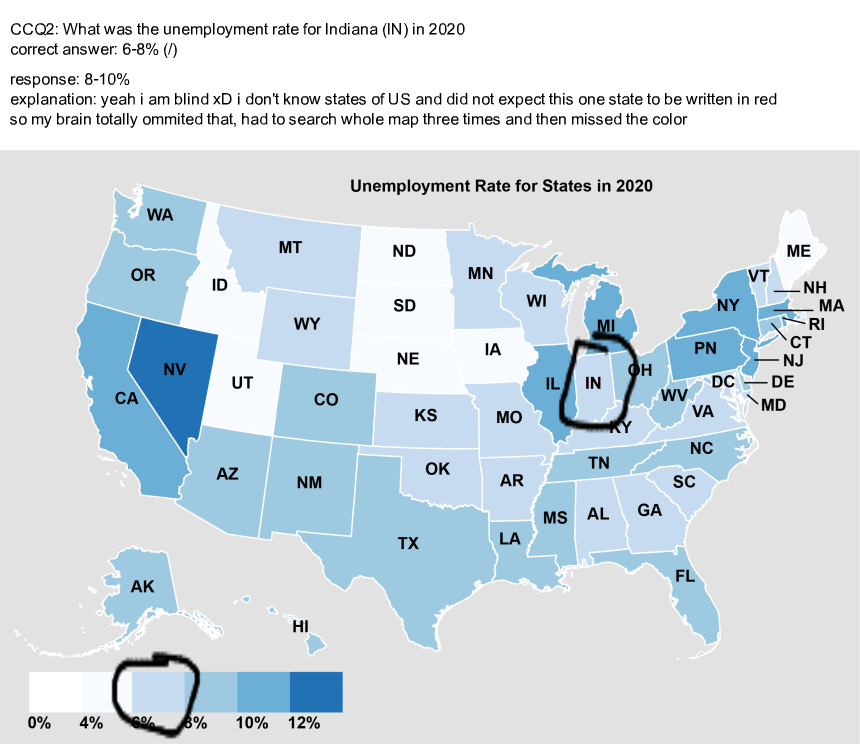 CCQ2: What was the unemployment rate for Indiana (IN) in 2020
correct answer: 6-8% (/)
response: 8-10%
explanation: yeah i am blind xD i don't know states of US and did not expect this one state to be written in red
so my brain totally ommited that, had to search whole map three times and then missed the color
Unemployment Rate for States in 2020
WA
MT
ND
MN
ME
VT
NH
OR
ID
SD
WI
NY
MA
WY
MI
RI
CT
NE
IA
PN
NJ
NV
UT
IL
IN
OH
DC
DE
CA
CO
WV
MD
KS
MO
VA
KY
AZ
NM
OK
TN
NC
AR
SC
MS
AL
GA
TX
LA
FL
AK
HI
0%
4%
6%
8%
10%
12%